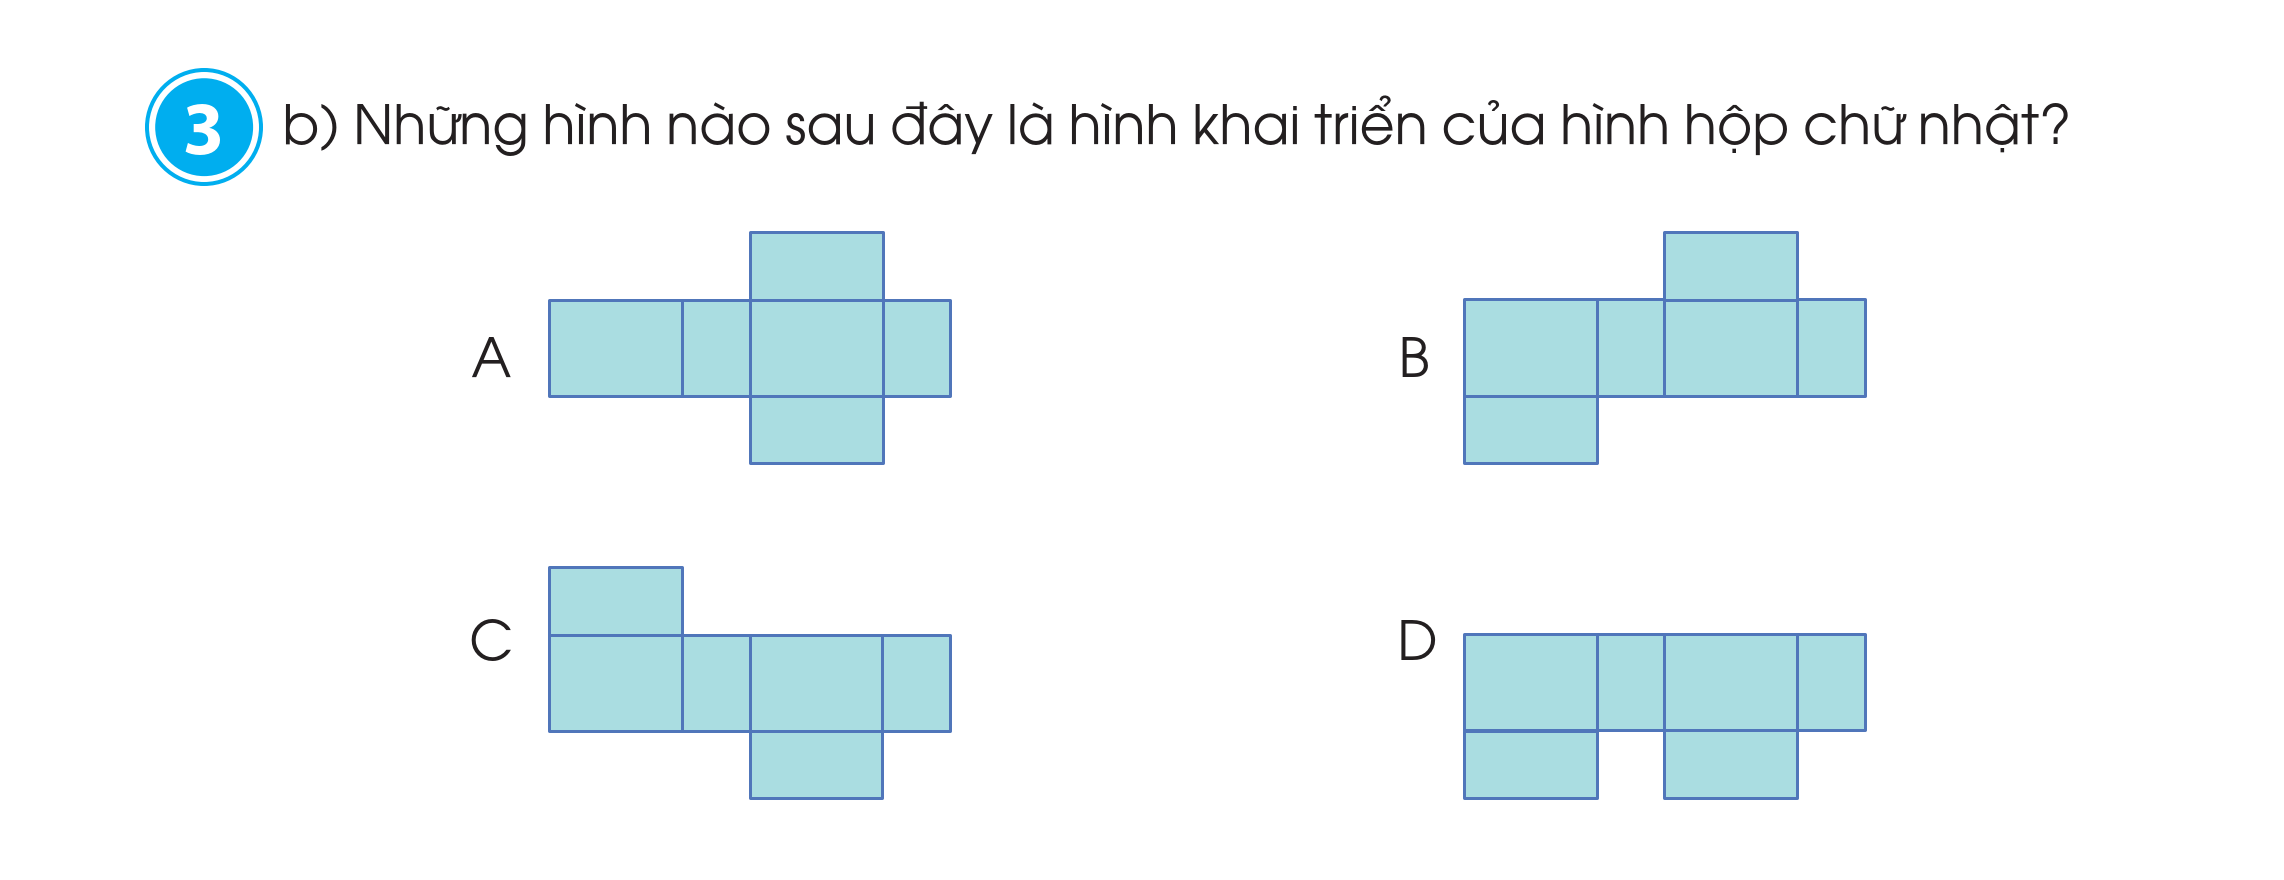 3 b) Những hình nào sau đây là hình khai triển của hình hộp chữ nhật?
A
B
C
D